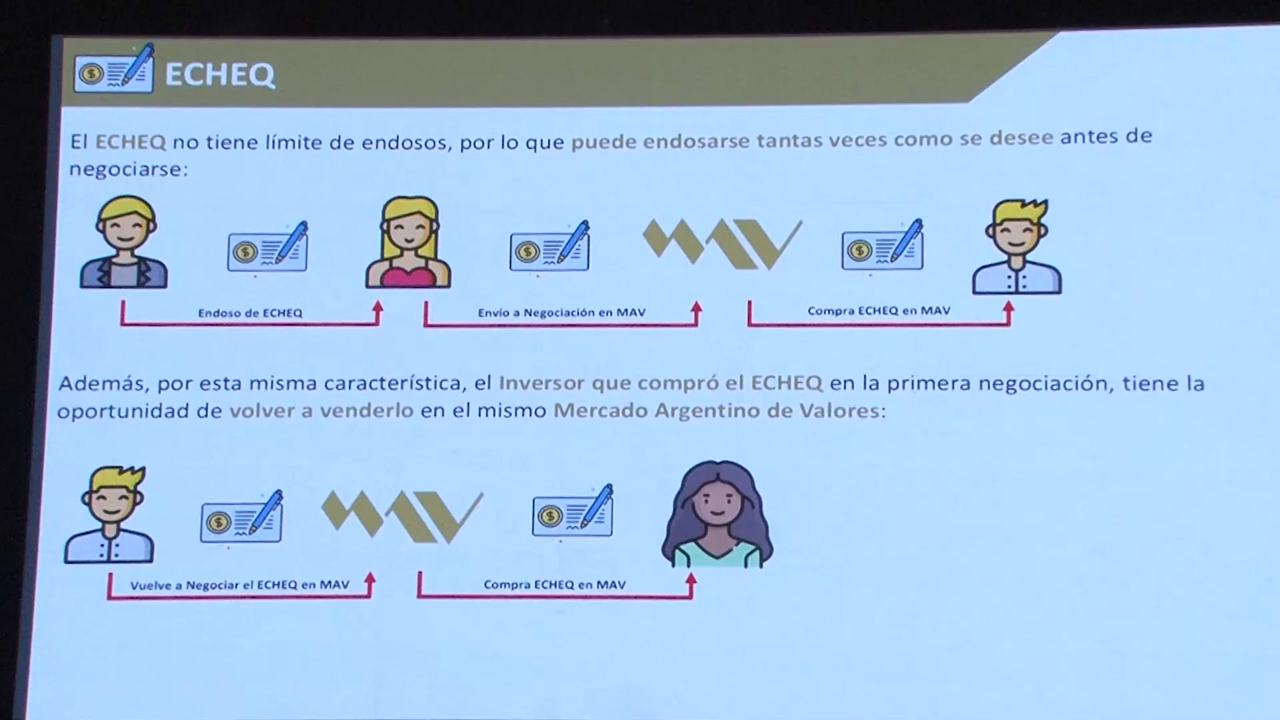 ECHEQ
El ECHEQ no tiene límite de endosos, por lo que puede endosarse tantas veces como se desee antes de
negociarse:
MAV
Endoso de ECHEQ
Envío a Negociación en MAV
Compra ECHEQ en MAV
Además, por esta misma característica, el Inversor que compró el ECHEQ en la primera negociación, tiene la
oportunidad de volver a venderlo en el mismo Mercado Argentino de Valores:
MAV
Vuelve a Negociar el ECHEQ en MAV
Compra ECHEQ en MAV